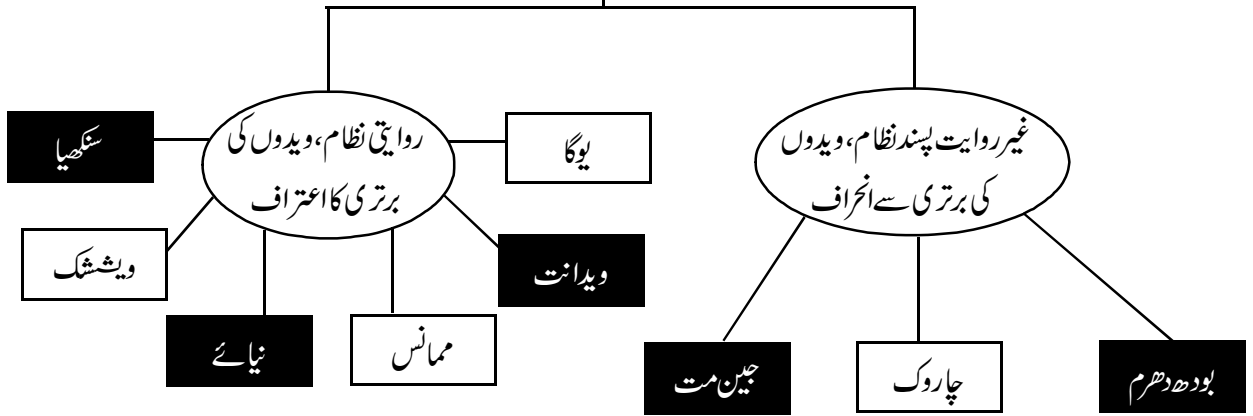 غیر روایت پسند نظام، ویدوں
کی برتری سے انحراف
روایتی نظام، ویدوں کی
برتری کا اعتراف
یوگا
سنکھیا
ویدانت
ویششک
ممانس
نیائے
بودھ دھرم
چاروک
جین مت